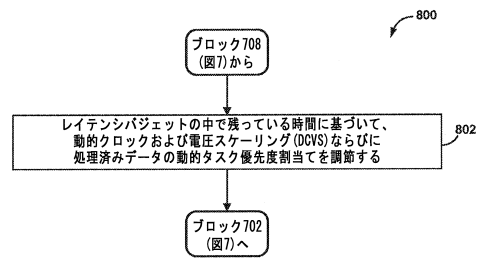 800
ブロック708
(図7)から
レイテンシバジェットの中で残っている時間に基づいて、
動的クロックおよび電圧スケーリング(DCVS)ならびに
処理済みデータの動的タスク優先度割当てを調節する
802
ブロック702
(図7)へ